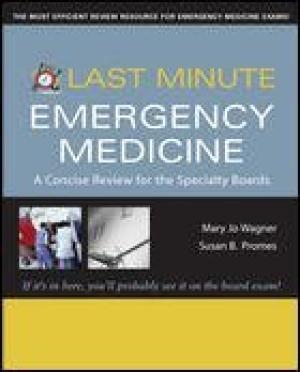 THE MOST EFFICIENT REVIEW RESOURCE FOR EMERGENCY MEDICINE EXAMS!
LAST MINUTE
EMERGENCY
MEDICINE
A Concise Review for the Specialty Boards
Mary Jo Wagner
Susan B. Promes
If it's in here, you'll probably see it on the board exam!